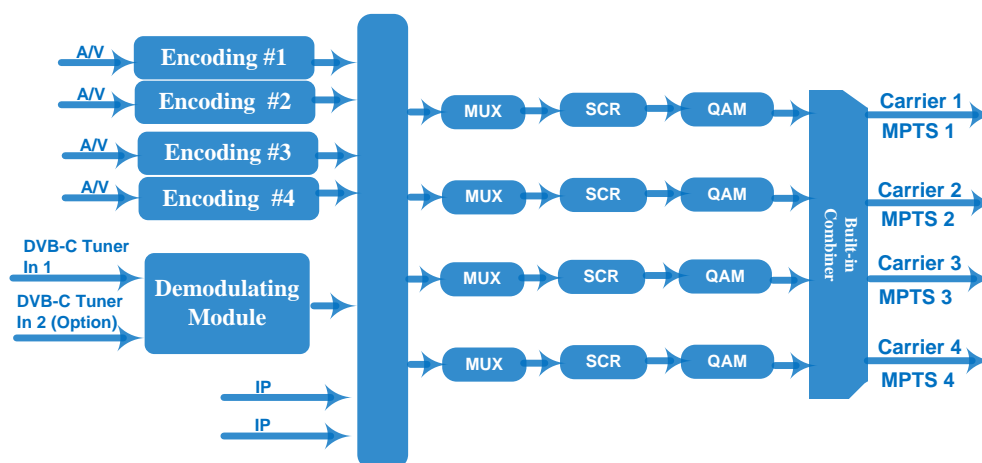 A/V
Encoding #1
A/V
Encoding #2
A/V
Encoding #3
A/V
Encoding #4
DVB-C Tuner
In 1
DVB-C Tuner
In 2 (Option)
Demodulating
Module
IP
IP
MUX
SCR
QAM
MUX
SCR
QAM
MUX
SCR
QAM
MUX
SCR
QAM
Built-in
Combiner
Carrier 1
MPTS 1
Carrier 2
MPTS 2
Carrier 3
MPTS 3
Carrier 4
MPTS 4